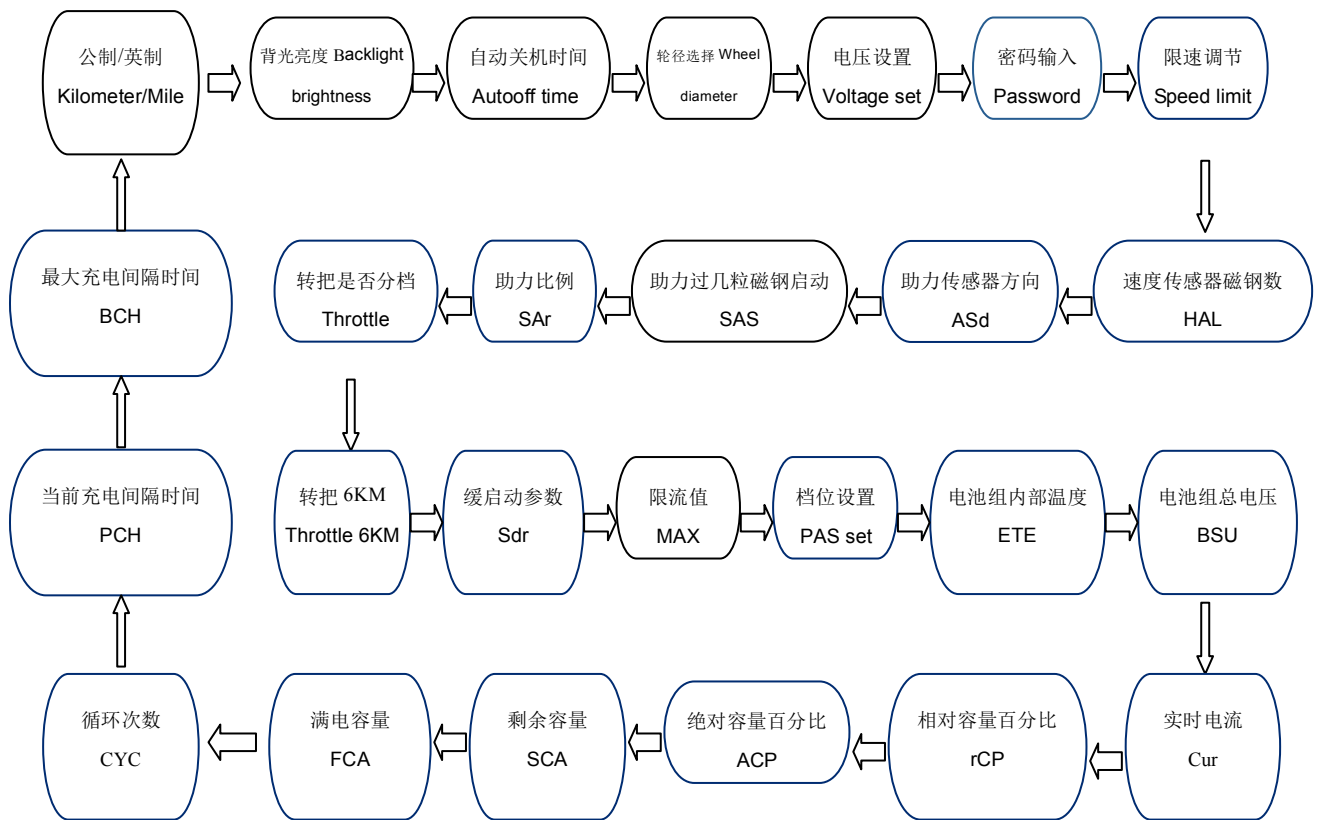 公制/英制
Kilometer/Mile
背光亮度 Backlight
brightness
自动关机时间
Autooff time
轮径选择 Wheel
diameter
电压设置
Voltage set
密码输入
Password
限速调节
Speed limit
速度传感器磁钢数
HAL
助力传感器方向
ASd
助力过几粒磁钢启动
SAS
助力比例
SAr
转把是否分档
Throttle
转把 6KM
Throttle 6KM
缓启动参数
Sdr
限流值
MAX
档位设置
PAS set
电池组内部温度
ETE
电池组总电压
BSU
实时电流
Cur
相对容量百分比
rCP
绝对容量百分比
ACP
剩余容量
SCA
满电容量
FCA
循环次数
CYC
当前充电间隔时间
PCH
最大充电间隔时间
BCH